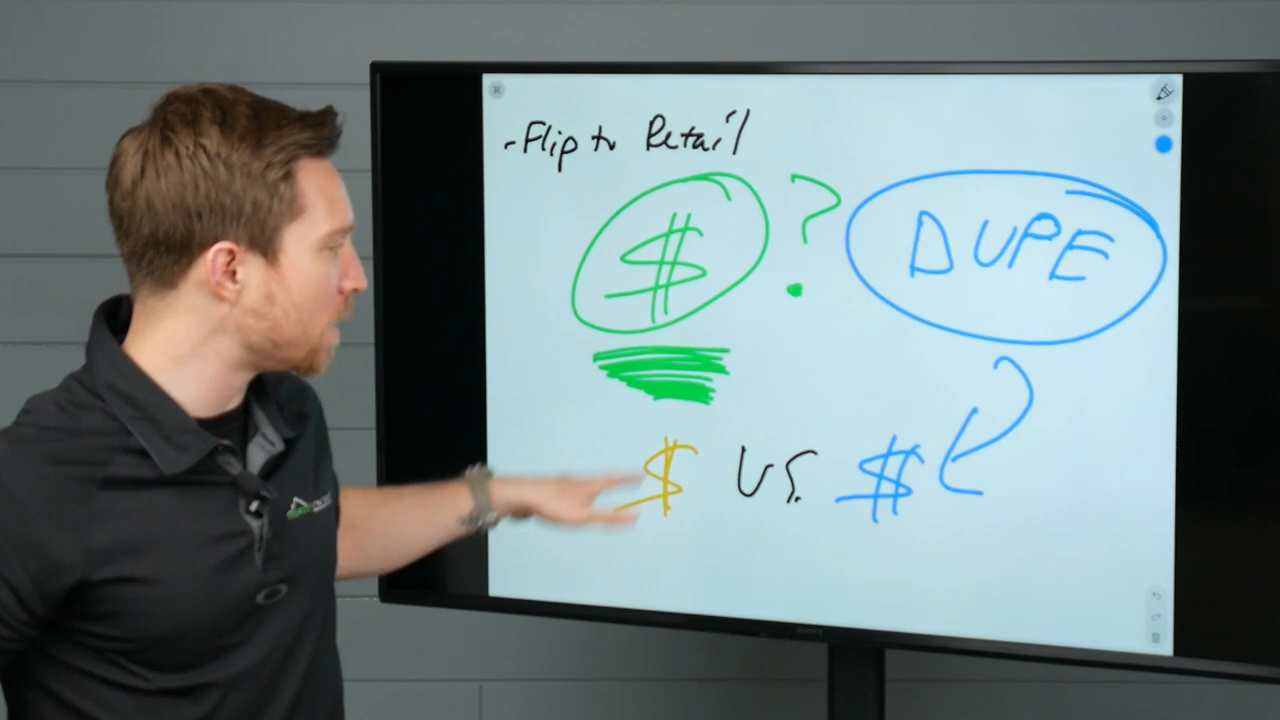 -Flip to Retail
$ ? DUPE
$ vs. $